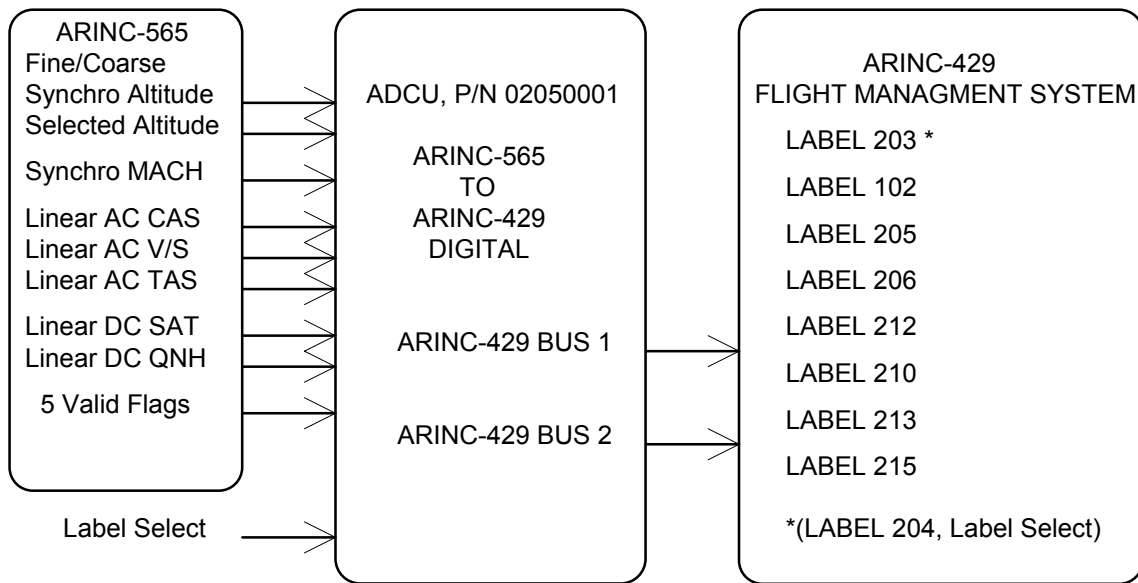 ARINC-565
Fine/Coarse
Synchro Altitude
Selected Altitude
Synchro MACH
Linear AC CAS
Linear AC V/S
Linear AC TAS
Linear DC SAT
Linear DC QNH
5 Valid Flags
Label Select
ADCU, P/N 02050001
ARINC-565
TO
ARINC-429
DIGITAL
ARINC-429 BUS 1
ARINC-429 BUS 2
ARINC-429
FLIGHT MANAGMENT SYSTEM
LABEL 203 *
LABEL 102
LABEL 205
LABEL 206
LABEL 212
LABEL 210
LABEL 213
LABEL 215
*(LABEL 204, Label Select)